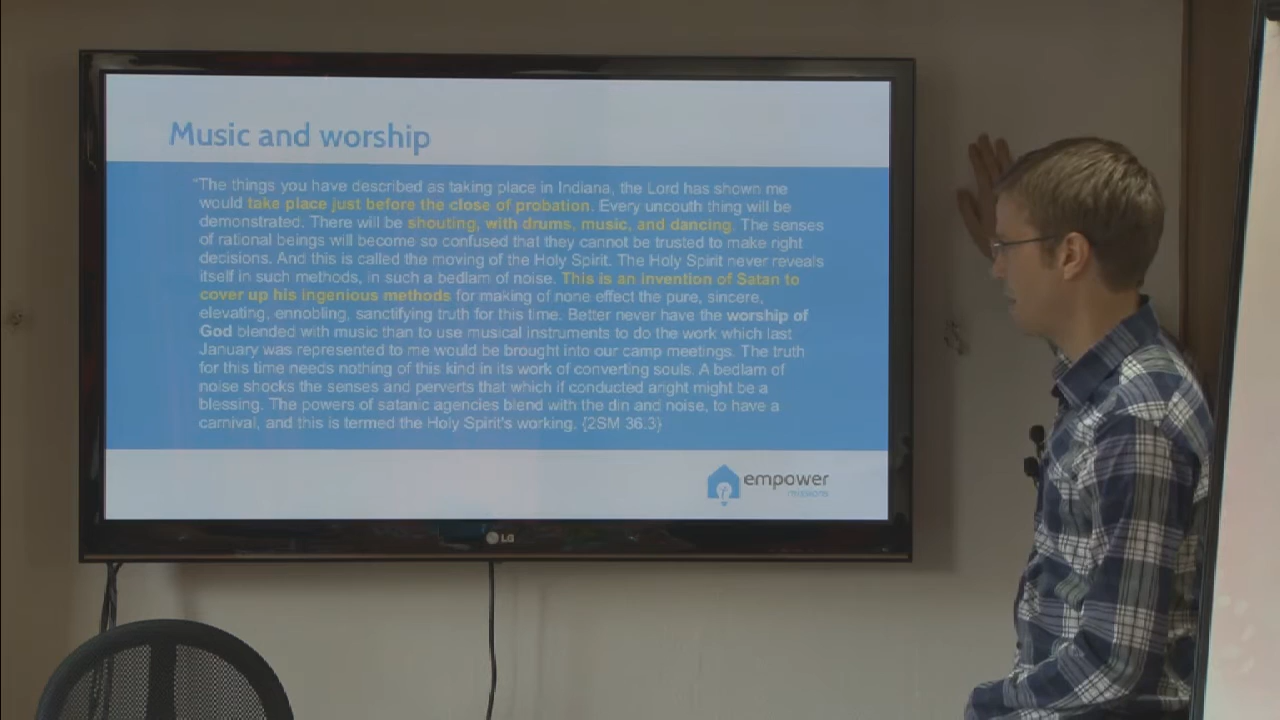 Music and worship
"The things you have described as taking place in Indiana, the Lord has shown me
would take place just before the close of probation. Every uncouth thing will be
demonstrated. There will be shouting, with drums, music, and dancing. The senses
of rational beings will become so confused that they cannot be trusted to make right
decisions. And this is called the moving of the Holy Spirit. The Holy Spirit never reveals
itself in such methods, in such a bedlam of noise. This is an invention of Satan to
cover up his ingenious methods for making of none effect the pure, sincere,
elevating, ennobling, sanctifying truth for this time. Better never have the worship of
God blended with music than to use musical instruments to do the work which last
January was represented to me would be brought into our camp meetings. The truth
for this time needs nothing of this kind in its work of converting souls. A bedlam of
noise shocks the senses and perverts that which if conducted aright might be a
blessing. The powers of satanic agencies blend with the din and noise, to have a
carnival, and this is termed the Holy Spirit's working. {2SM 36.3}
empower
missions
LG